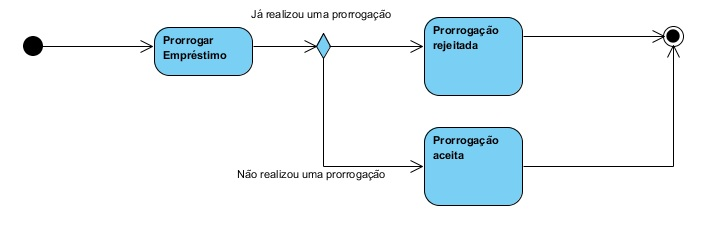 Já realizou uma prorrogação
Prorrogar
Empréstimo
Prorrogação
rejeitada
Prorrogação
aceita
Não realizou uma prorrogação